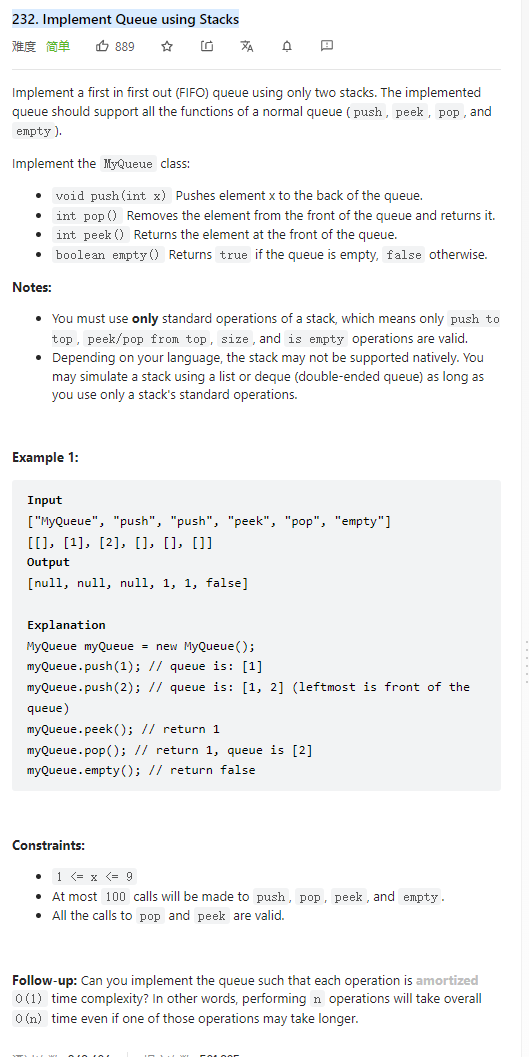 232. Implement Queue using Stacks
难度 简单 889
Implement a first in first out (FIFO) queue using only two stacks. The implemented
queue should support all the functions of a normal queue ( push , peek , pop , and
empty ).
Implement the MyQueue class:
• void push(int x) Pushes element x to the back of the queue.
• int pop() Removes the element from the front of the queue and returns it.
• int peek() Returns the element at the front of the queue.
• boolean empty() Returns true if the queue is empty, false otherwise.
Notes:
• You must use only standard operations of a stack, which means only push to
top , peek/pop from top , size , and is empty operations are valid.
• Depending on your language, the stack may not be supported natively. You
may simulate a stack using a list or deque (double-ended queue) as long as
you use only a stack's standard operations.
Example 1:
Input
["MyQueue", "push", "push", "peek", "pop", "empty"]
[[], [1], [2], [], [], []]
Output
[null, null, null, 1, 1, false]
Explanation
MyQueue myQueue = new MyQueue();
myQueue.push(1); // queue is: [1]
myQueue.push(2); // queue is: [1, 2] (leftmost is front of the
queue)
myQueue.peek(); // return 1
myQueue.pop(); // return 1, queue is [2]
myQueue.empty(); // return false
Constraints:
• 1 <= x <= 9
• At most 100 calls will be made to push , pop , peek , and empty .
• All the calls to pop and peek are valid.
Follow-up: Can you implement the queue such that each operation is amortized
O(1) time complexity? In other words, performing n operations will take overall
O(n) time even if one of those operations may take longer.